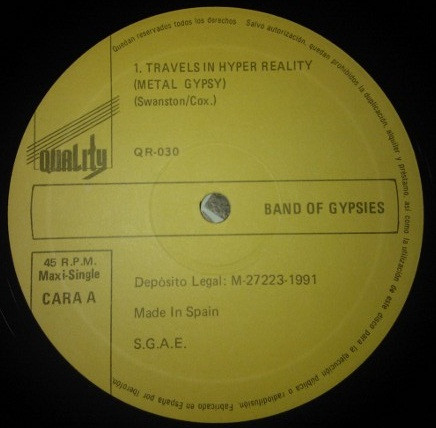 Quedan reservados todos los derechos Salvo autorización, quedan prohibidos la duplicación, alquiler y préstamo, así como la utilización de este disco para la ejecución pública o radiodifusión. Fabricado en España por Iberofón.
1. TRAVELS IN HYPER REALITY
(METAL GYPSY)
(Swanston/Cox.)
QUALITY
QR-030
BAND OF GYPSIES
45 R.P.M.
Maxi-Single
CARA A
Depósito Legal: M-27223-1991
Made In Spain
S.G.A.E.